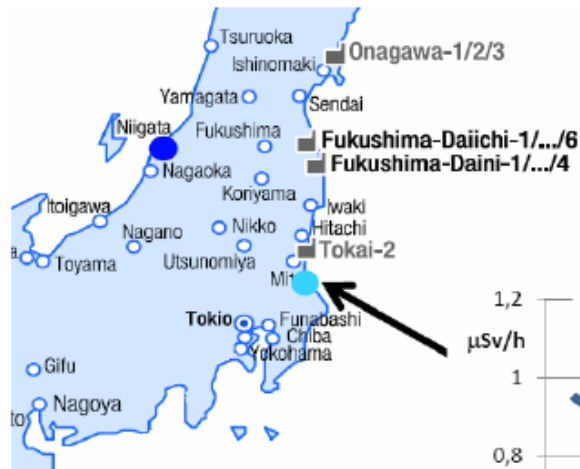 Tsuruoka
Onagawa-1/2/3
Ishinomaki
Yamagata
Sendai
Niigata
Fukushima
Fukushima-Daiichi-1/.../6
Fukushima-Daini-1/.../4
Nagaoka
Koriyama
Itoigawa
Iwaki
Nikko
Hitachi
Nagano
Tokai-2
a
Toyama
Utsunomiya
Mit
Tokio
Funabashi
Chiba
Yokohama
1,2
µSv/h
Gifu
1
to
Nagoya
0,8